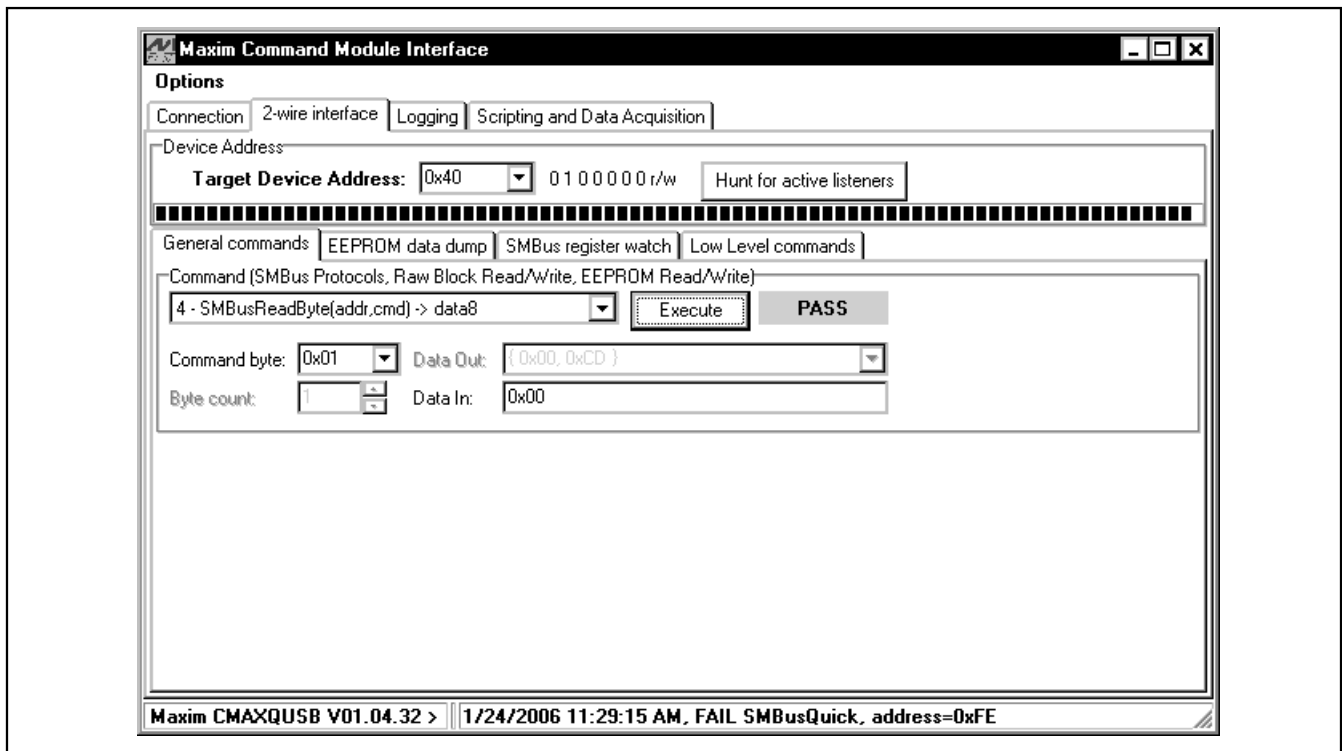 Maxim Command Module Interface
Options
Connection 2-wire interface Logging Scripting and Data Acquisition
Device Address
Target Device Address: 0x40 0 1 0 0 0 0 0 r/w Hunt for active listeners
General commands EEPROM data dump SMBus register watch Low Level commands
Command (SMBus Protocols, Raw Block Read/Write, EEPROM Read/Write)
4 - SMBusReadByte(addr,cmd) -> data8 Execute PASS
Command byte: 0x01 Data Out: { 0x00, 0xCD }
Byte count: 1 Data In: 0x00
Maxim CMAXQUSB V01.04.32 > 1/24/2006 11:29:15 AM, FAIL SMBusQuick, address=0xFE